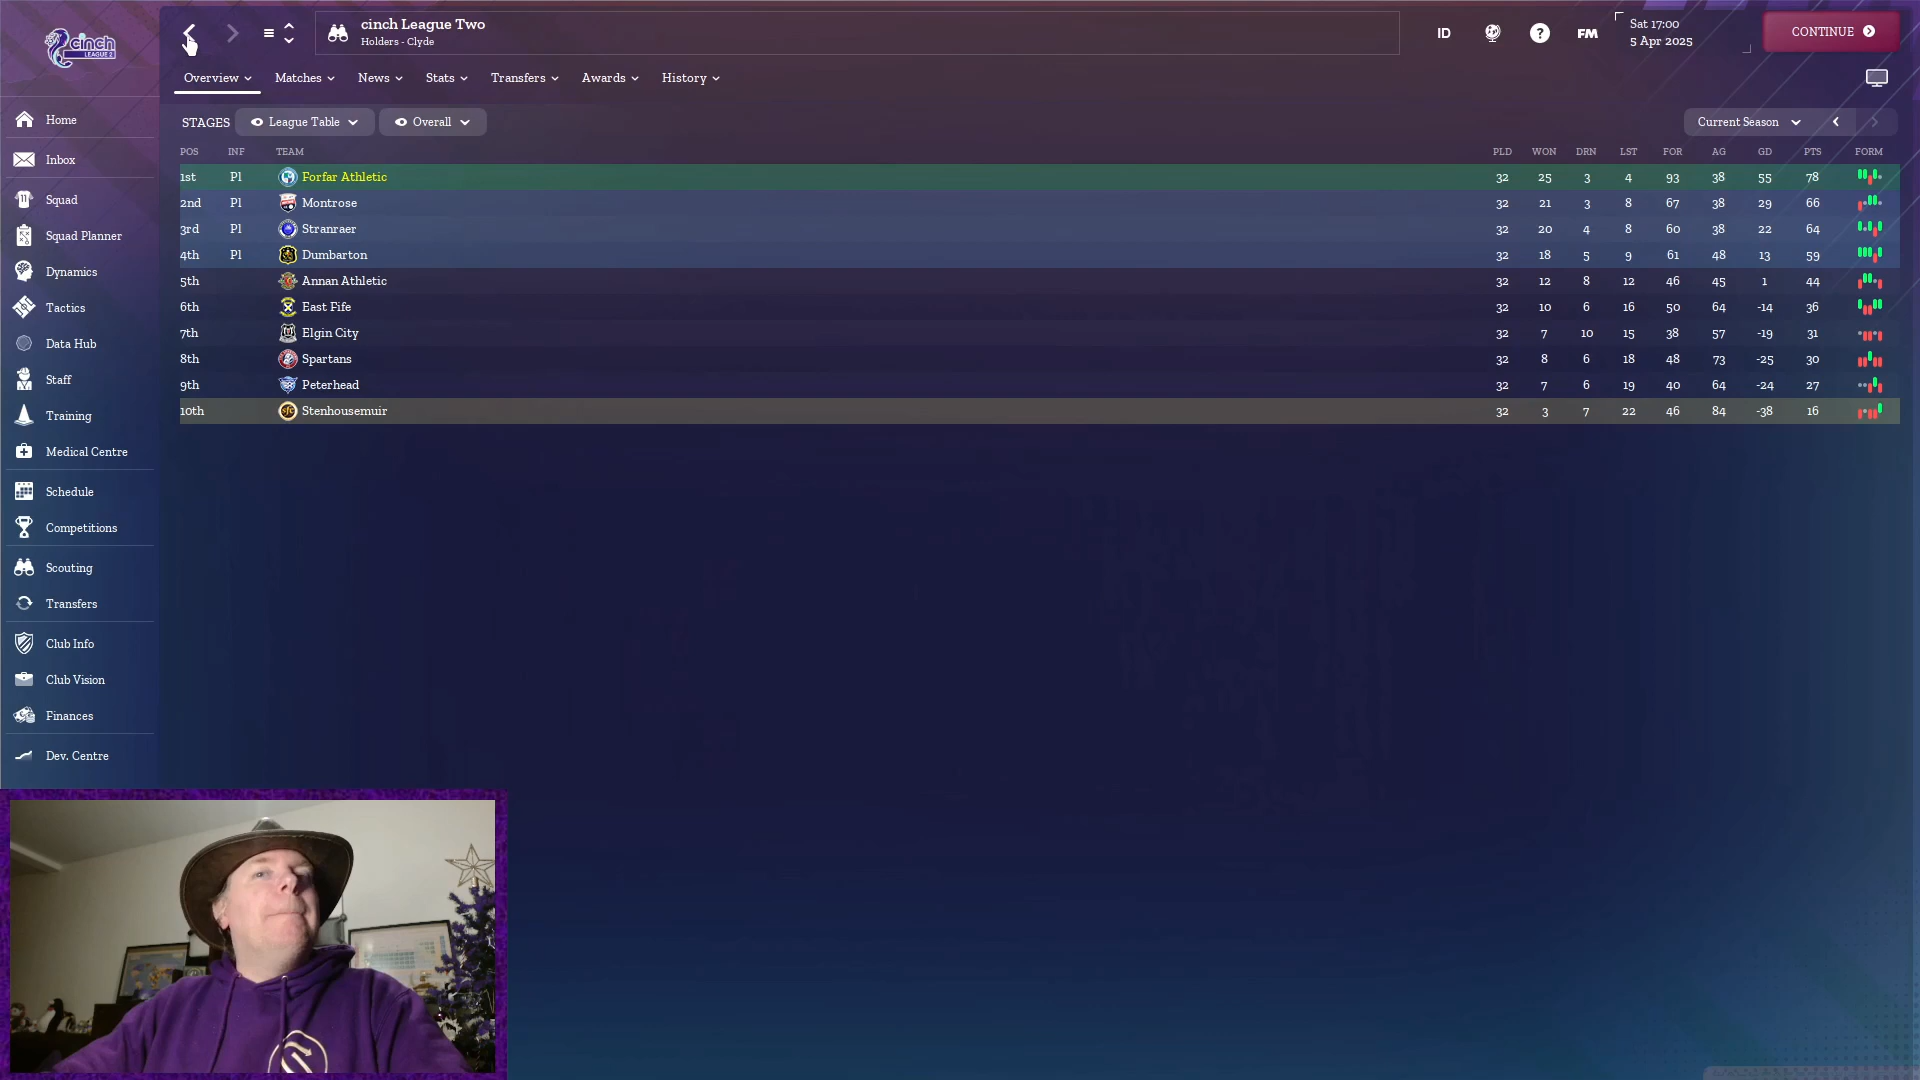 cinch
LEAGUE 2
cinch League Two
Holders - Clyde
ID
?
FM
Sat 17:00
5 Apr 2025
CONTINUE
Overview
Matches
News
Stats
Transfers
Awards
History
STAGES
League Table
Overall
Current Season
POS INF TEAM PLD WON DRN LST FOR AG GD PTS FORM
1st Pl Forfar Athletic 32 25 3 4 93 38 55 78
2nd Pl Montrose 32 21 3 8 67 38 29 66
3rd Pl Stranraer 32 20 4 8 60 38 22 64
4th Pl Dumbarton 32 18 5 9 61 48 13 59
5th Annan Athletic 32 12 8 12 46 45 1 44
6th East Fife 32 10 6 16 50 64 -14 36
7th Elgin City 32 7 10 15 38 57 -19 31
8th Spartans 32 8 6 18 48 73 -25 30
9th Peterhead 32 7 6 19 40 64 -24 27
10th Stenhousemuir 32 3 7 22 46 84 -38 16
Home
Inbox
Squad
Squad Planner
Dynamics
Tactics
Data Hub
Staff
Training
Medical Centre
Schedule
Competitions
Scouting
Transfers
Club Info
Club Vision
Finances
Dev. Centre